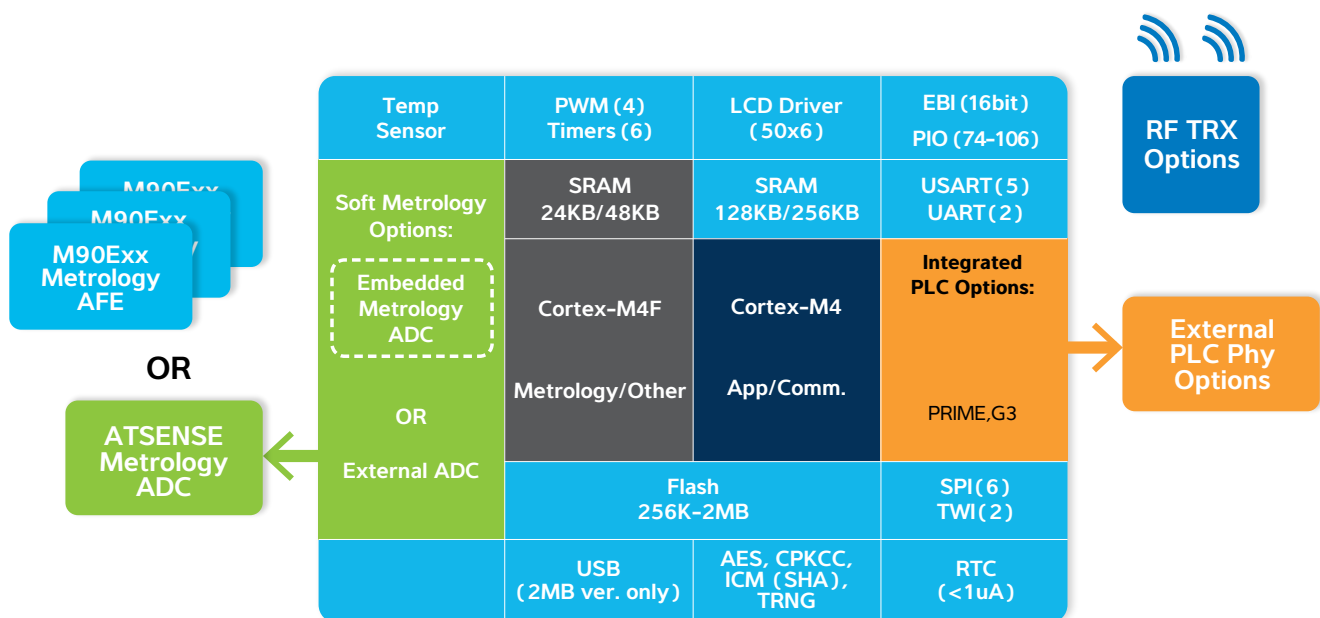 Temp
Sensor
PWM (4)
Timers (6)
LCD Driver
(50x6)
EBI (16bit)
PIO (74-106)
RF TRX
Options
M90Exx
M90Exx
M90Exx
Metrology
AFE
OR
ATSENSE
Metrology
ADC
Soft Metrology
Options:
Embedded
Metrology
ADC
OR
External ADC
SRAM
24KB/48KB
SRAM
128KB/256KB
USART(5)
UART(2)
Cortex-M4F
Metrology/Other
Cortex-M4
App/Comm.
Integrated
PLC Options:
PRIME,G3
External
PLC Phy
Options
Flash
256K-2MB
SPI(6)
TWI(2)
USB
(2MB ver. only)
AES, CPKCC,
ICM (SHA),
TRNG
RTC
(<1uA)